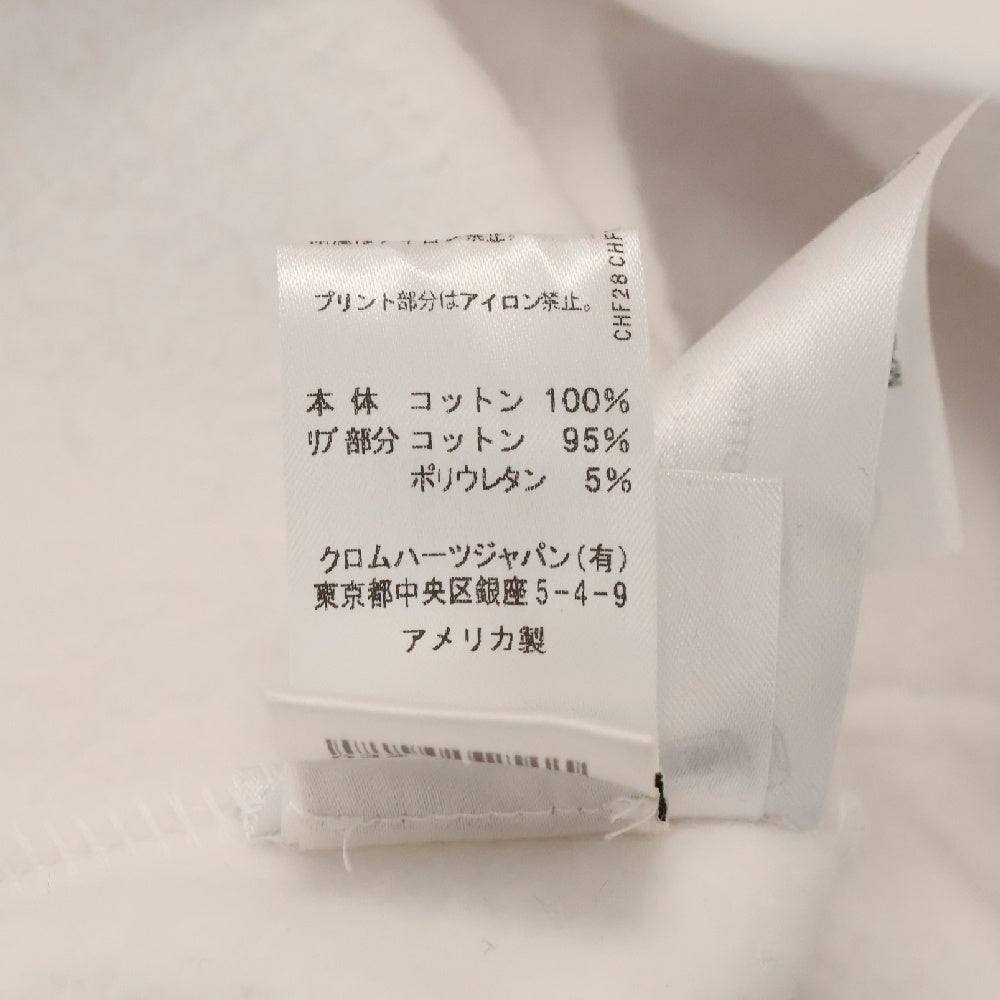 プリント部分はアイロン禁止。
CHF28 CHF
本体 コットン 100%
リブ部分 コットン 95%
ポリウレタン 5%
クロムハーツジャパン(有)
東京都中央区銀座5-4-9
アメリカ製